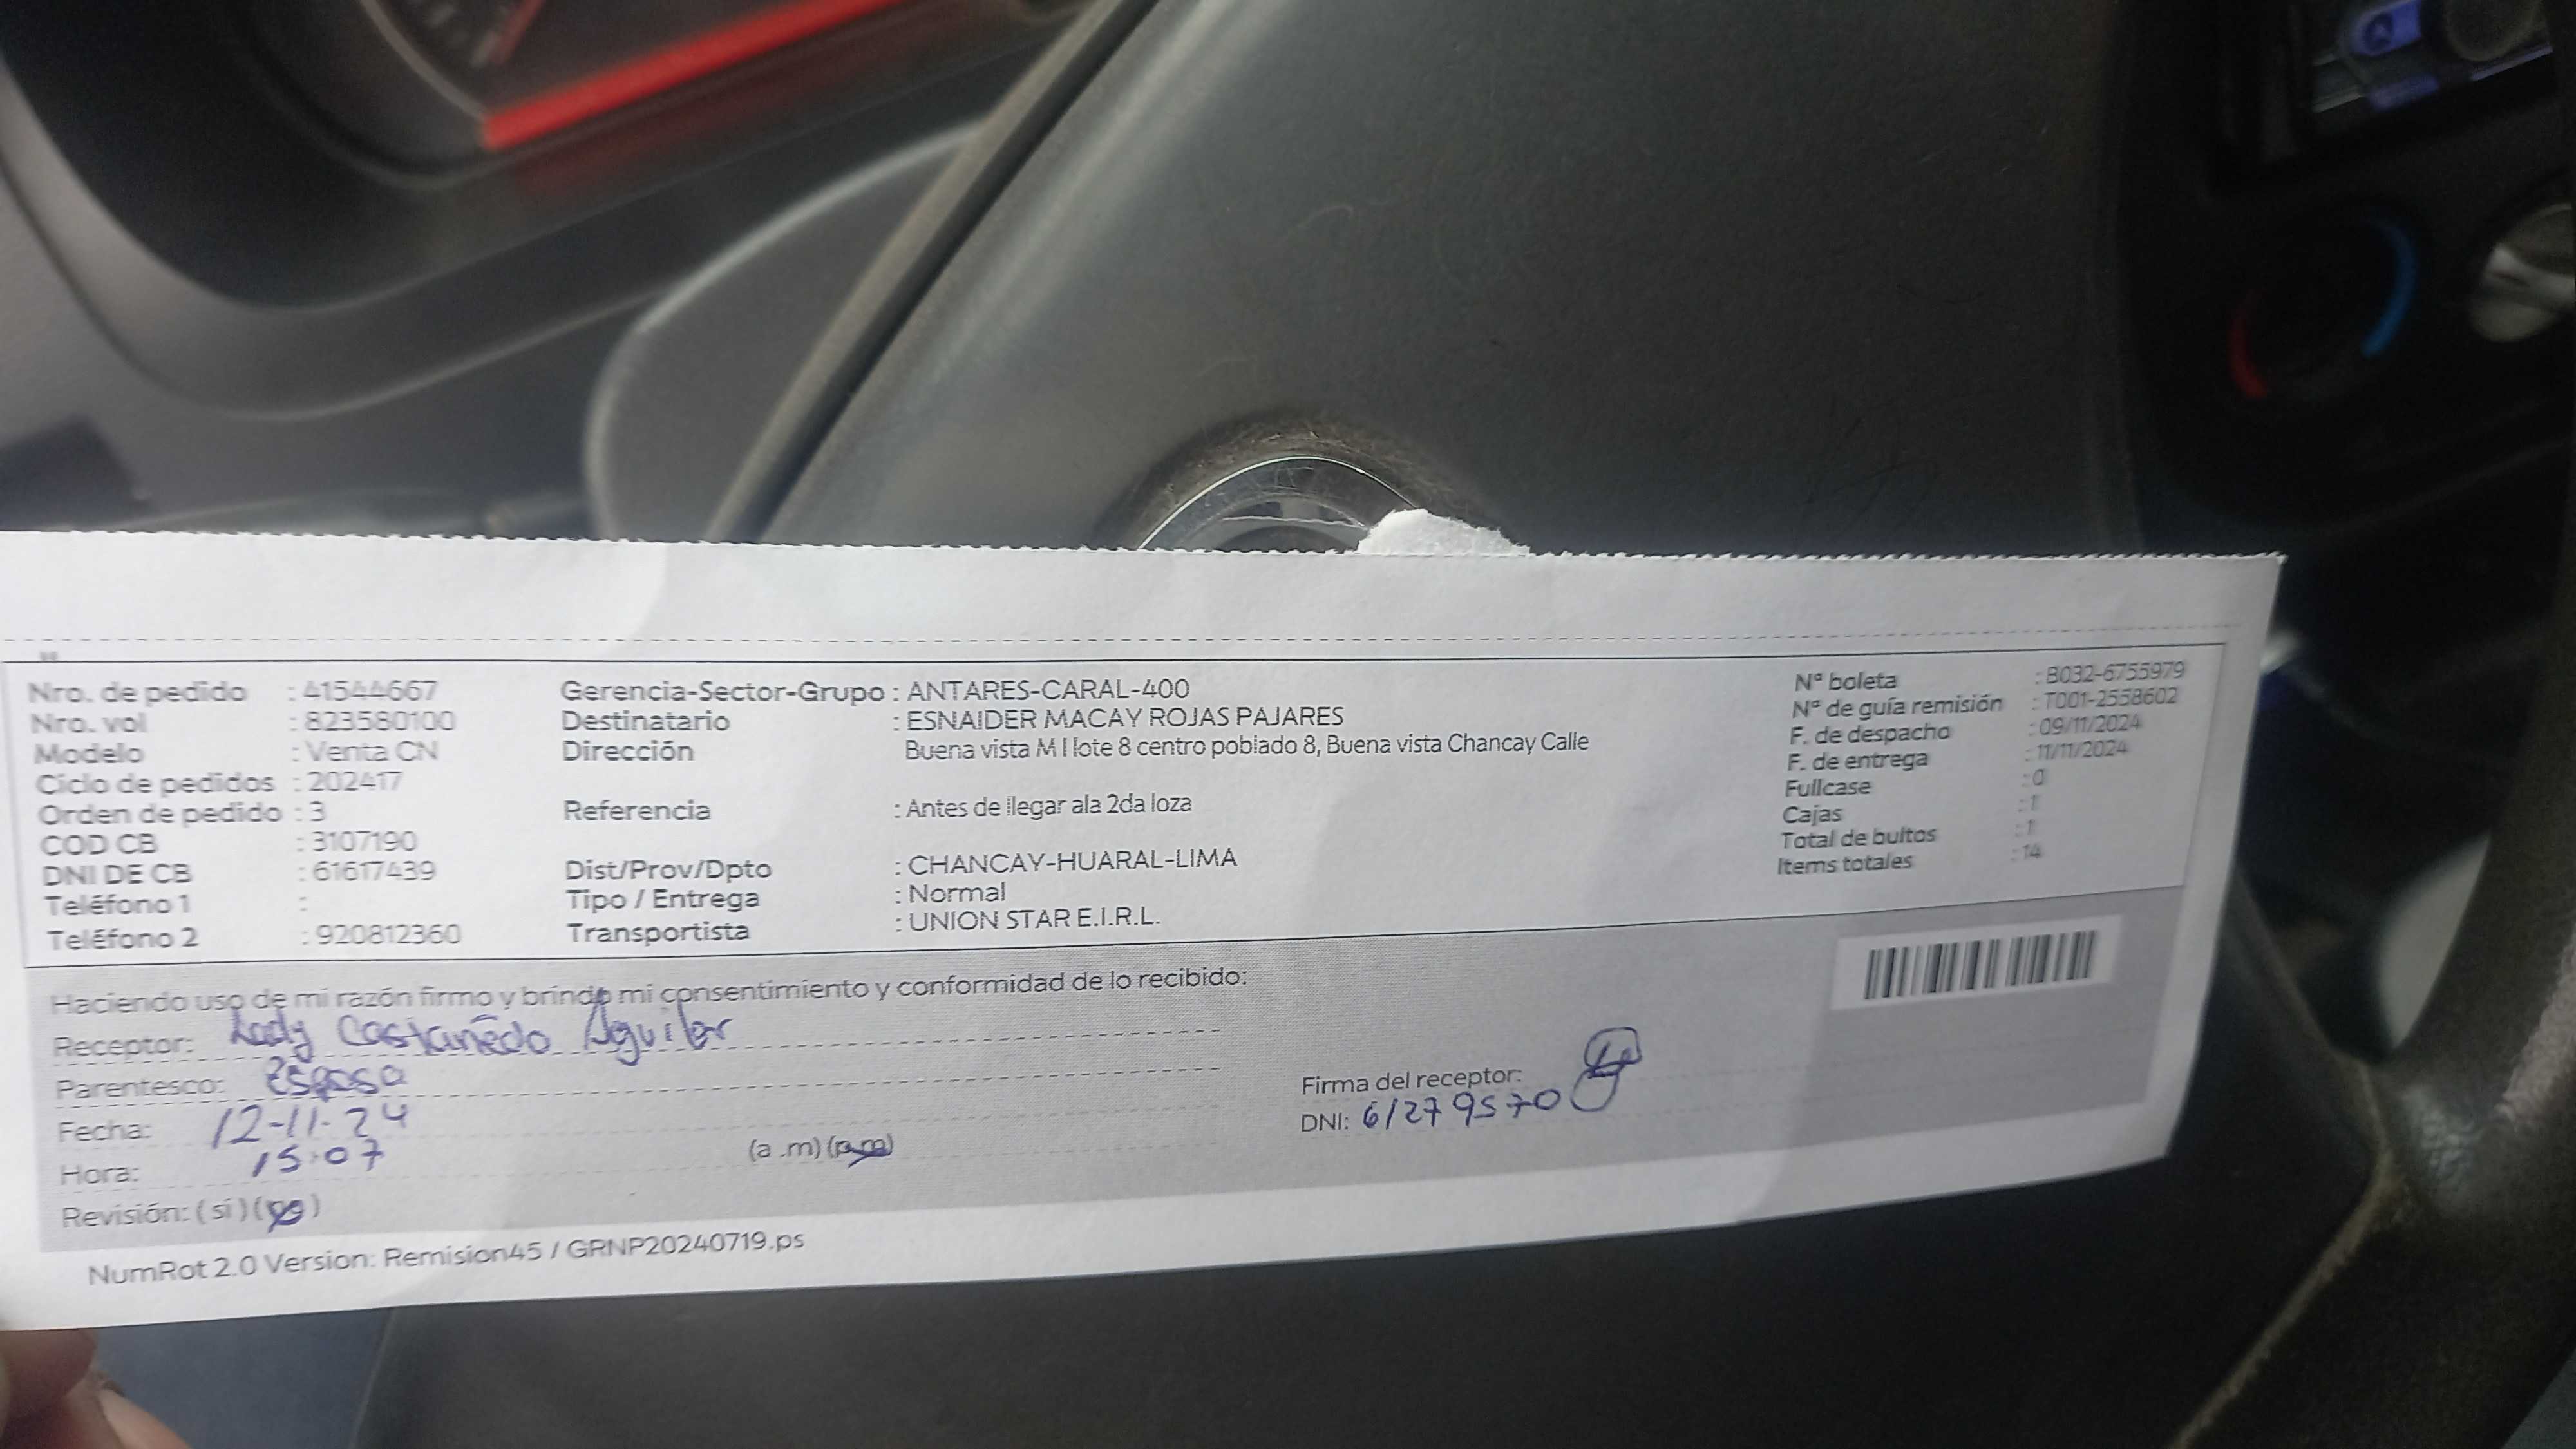 Nro. de pedido : 41544667
Nro. vol : 823580100
Modelo : Venta CN
Ciclo de pedidos : 202417
Orden de pedido : 3
COD CB : 3107190
DNI DE CB : 61617439
Teléfono 1 :
Teléfono 2 : 920812360
Gerencia-Sector-Grupo : ANTARES-CARAL-400
Destinatario : ESNAIDER MACAY ROJAS PAJARES
Dirección Buena vista M I lote 8 centro poblado 8, Buena vista Chancay Calle
Referencia : Antes de llegar ala 2da loza
Dist/Prov/Dpto : CHANCAY-HUARAL-LIMA
Tipo / Entrega : Normal
Transportista : UNION STAR E.I.R.L.
Nª boleta : B032-6755979
Nª de guía remisión : T001-2558602
F. de despacho : 09/11/2024
F. de entrega : 11/11/2024
Fullcase : 0
Cajas : 1
Total de bultos : 1
Items totales : 14
Haciendo uso de mi razón firmo y brindo mi consentimiento y conformidad de lo recibido:
Receptor: Lady Castañedo Aguilar
Parentesco: Esposa
Fecha: 12-11-24
Hora: 15:07 (a .m) (p.m)
Revisión: ( si ) ( no )
Firma del receptor:
DNI: 61279570
NumRot 2.0 Version: Remision45 / GRNP20240719.ps